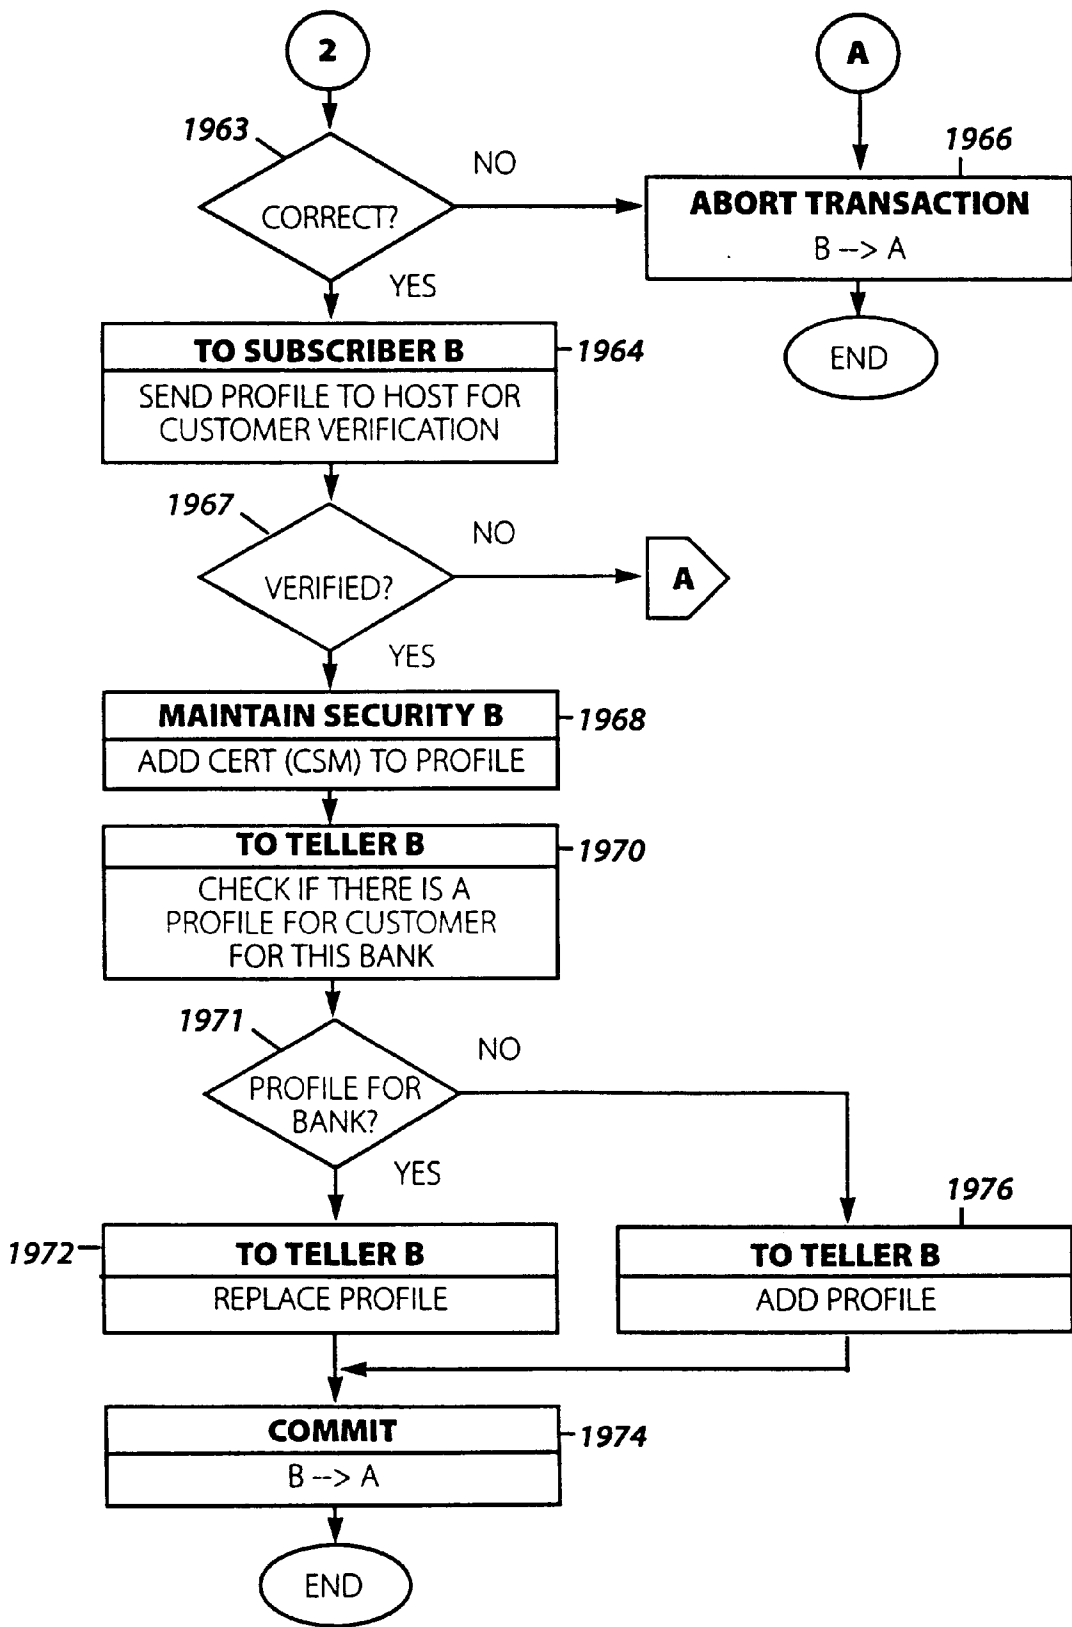 2
A
1963
NO
1966
CORRECT?
ABORT TRANSACTION
B --> A
YES
END
TO SUBSCRIBER B
1964
SEND PROFILE TO HOST FOR
CUSTOMER VERIFICATION
1967
NO
VERIFIED?
A
YES
MAINTAIN SECURITY B
1968
ADD CERT (CSM) TO PROFILE
TO TELLER B
1970
CHECK IF THERE IS A
PROFILE FOR CUSTOMER
FOR THIS BANK
1971
NO
PROFILE FOR
BANK?
YES
1976
1972
TO TELLER B
REPLACE PROFILE
TO TELLER B
ADD PROFILE
COMMIT
1974
B --> A
END